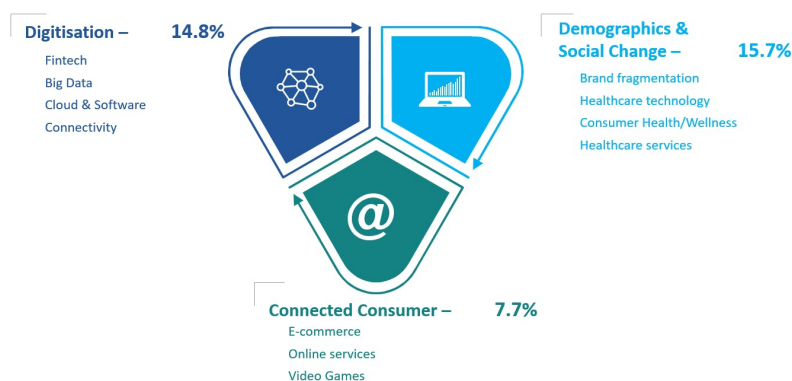 Digitisation – 14.8%
Fintech
Big Data
Cloud & Software
Connectivity
Demographics &
Social Change – 15.7%
Brand fragmentation
Healthcare technology
Consumer Health/Wellness
Healthcare services
@
Connected Consumer – 7.7%
E-commerce
Online services
Video Games